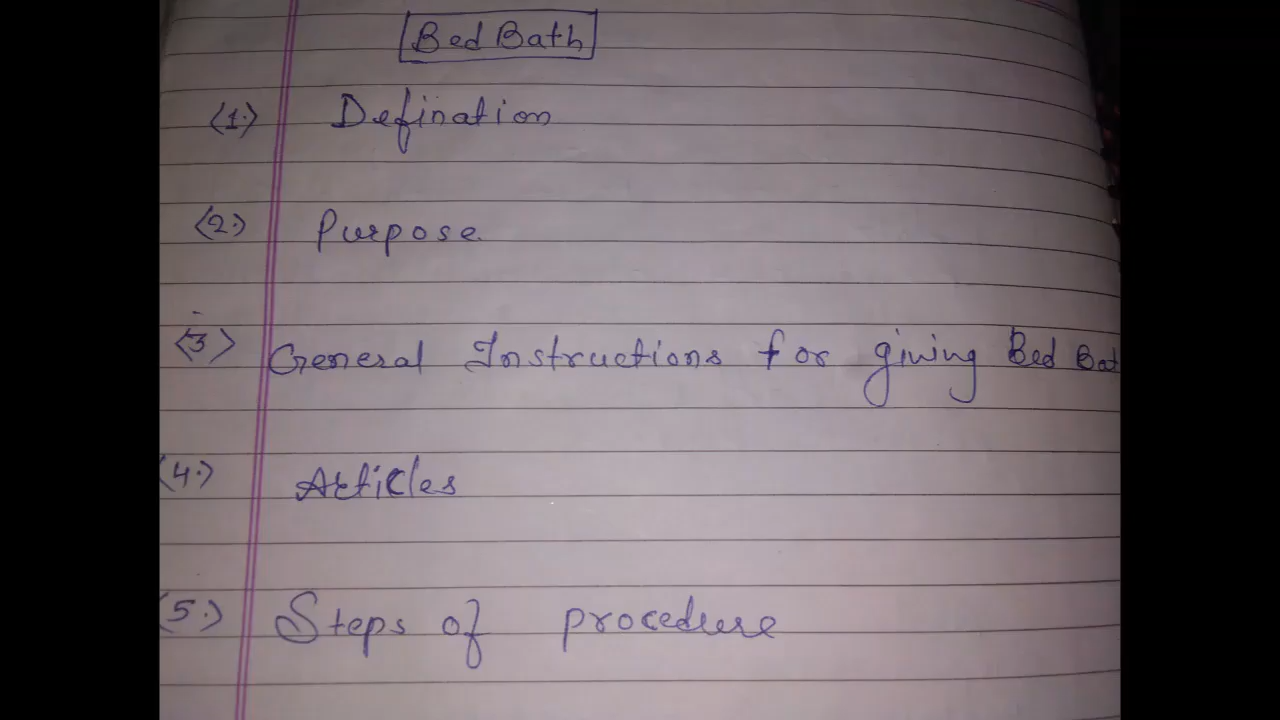 Bed Bath
(1.) Defination
(2.) Purpose
(3) General Instructions for giving Bed Bat
(4.) Articles
(5.) Steps of procedure